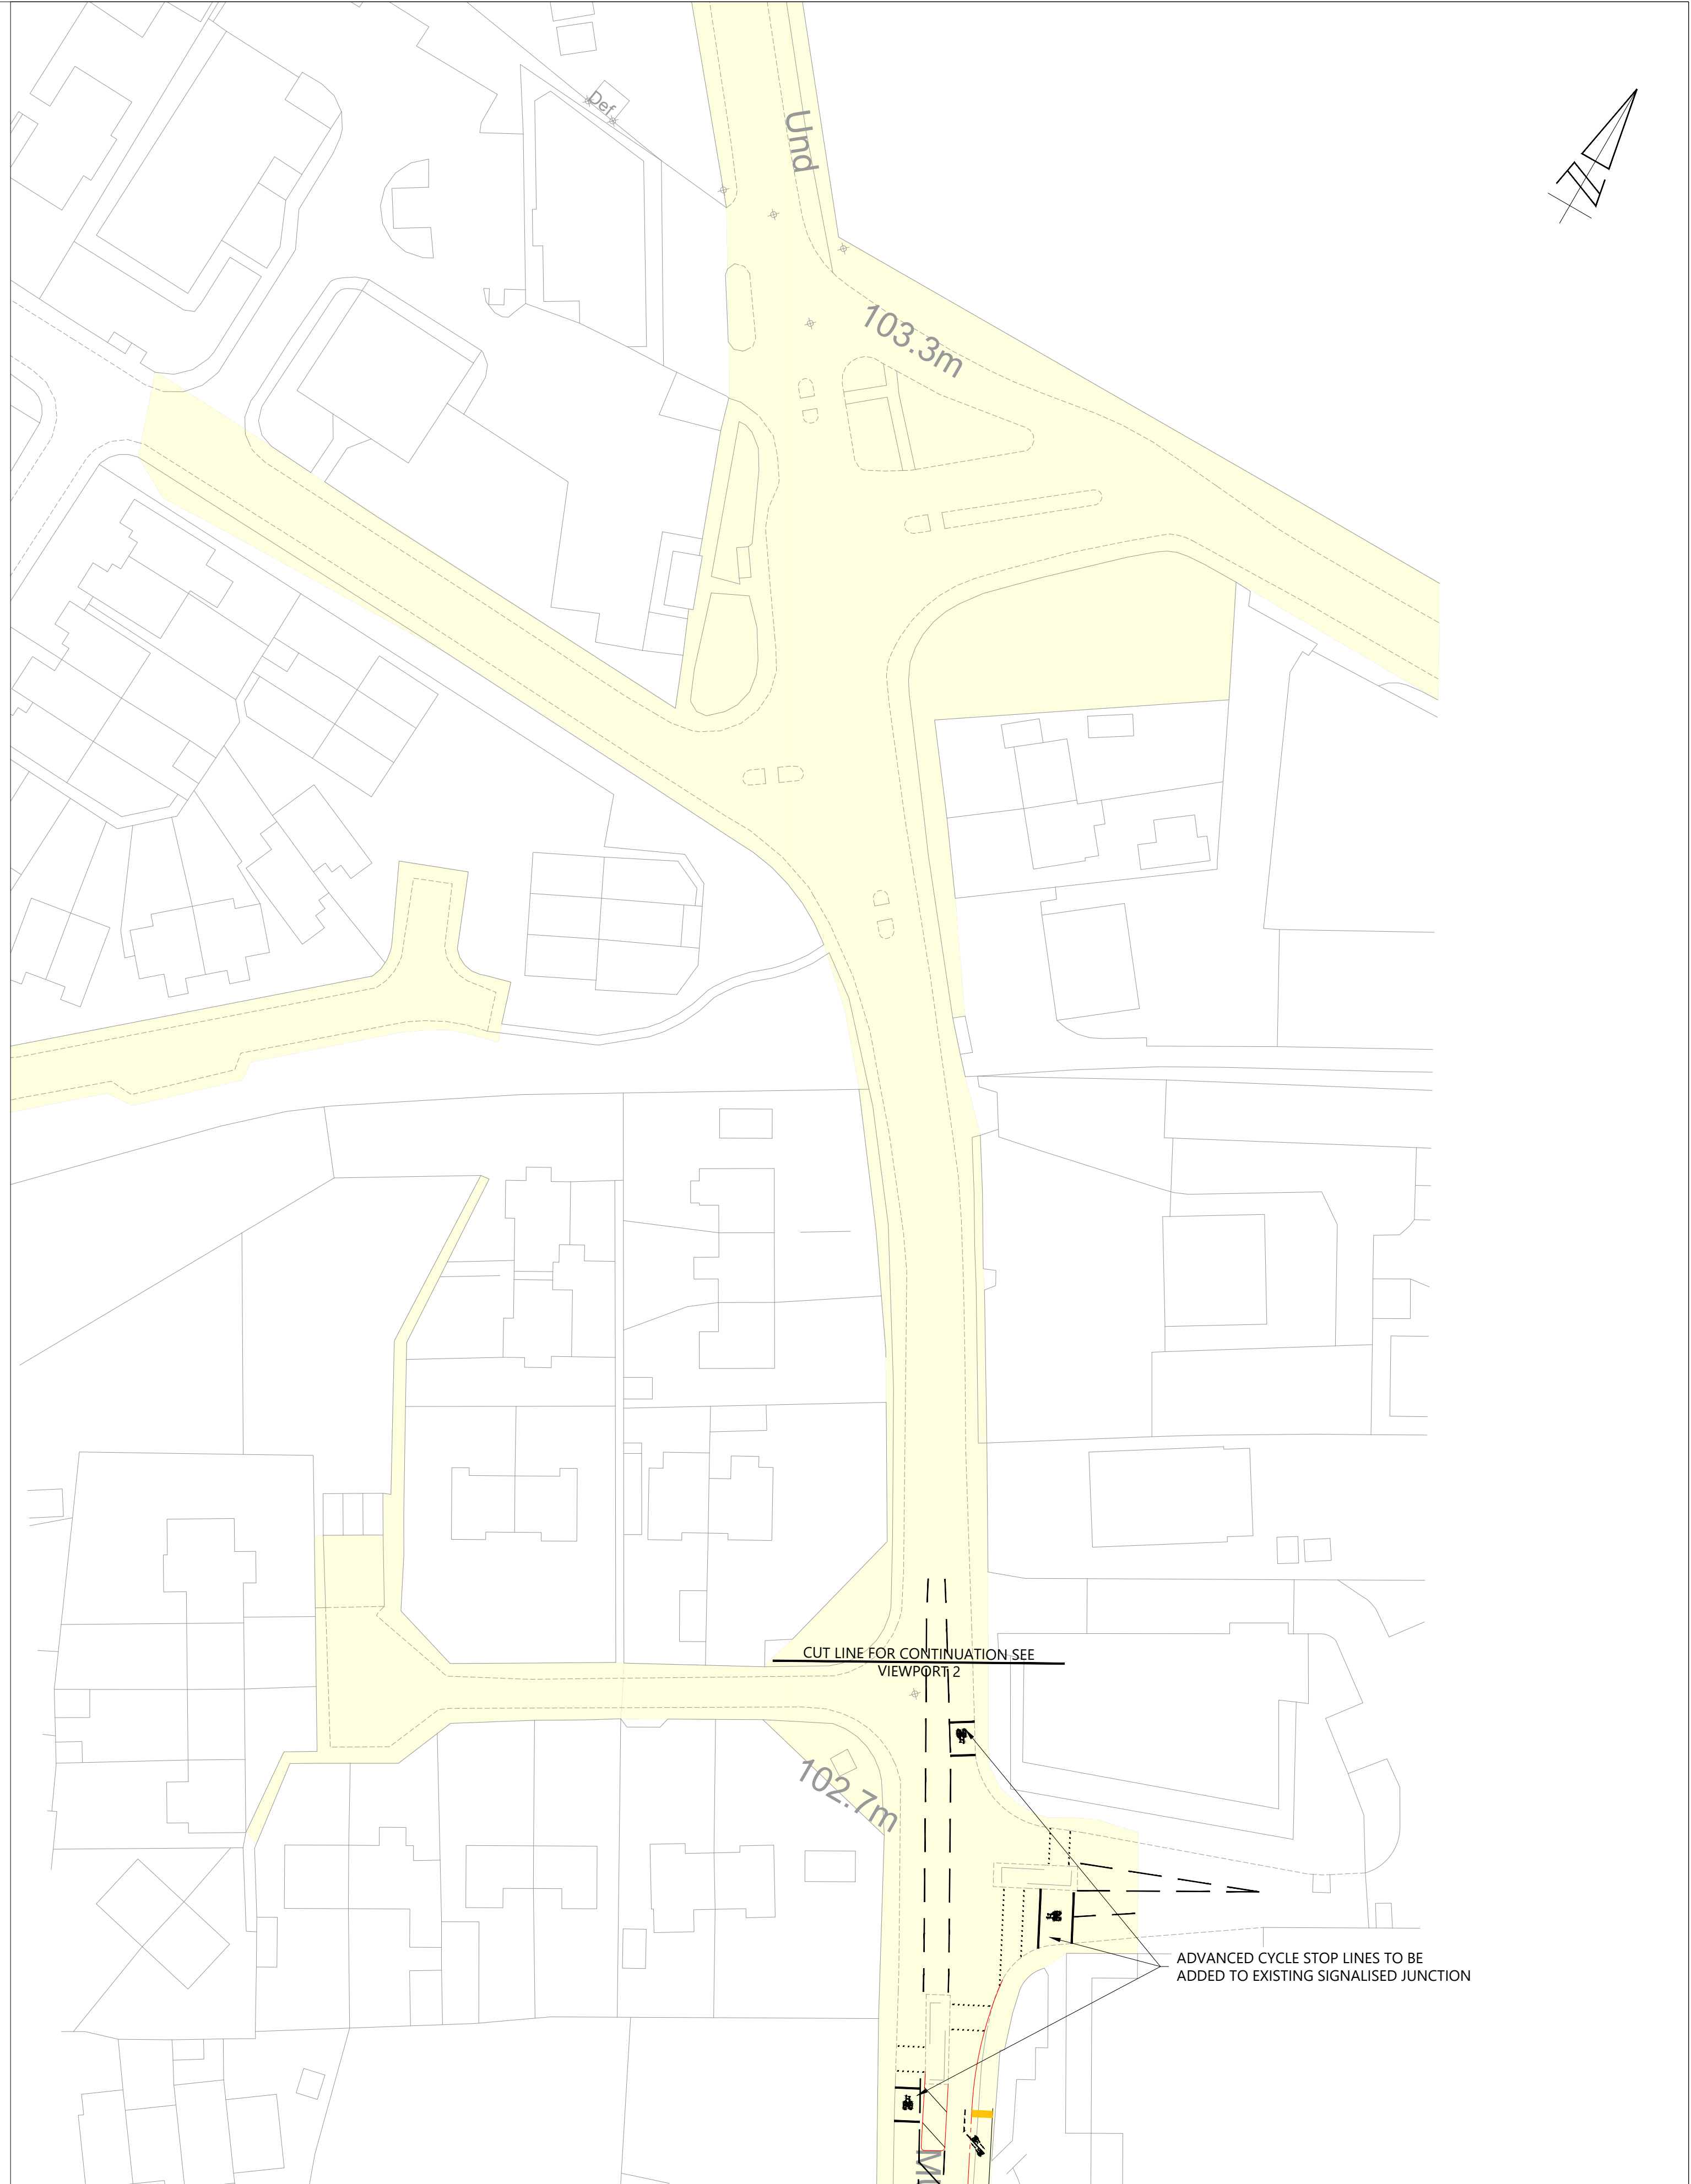 Def
Und
N
103.3m
CUT LINE FOR CONTINUATION SEE
VIEWPORT 2
102.7m
ADVANCED CYCLE STOP LINES TO BE
ADDED TO EXISTING SIGNALISED JUNCTION